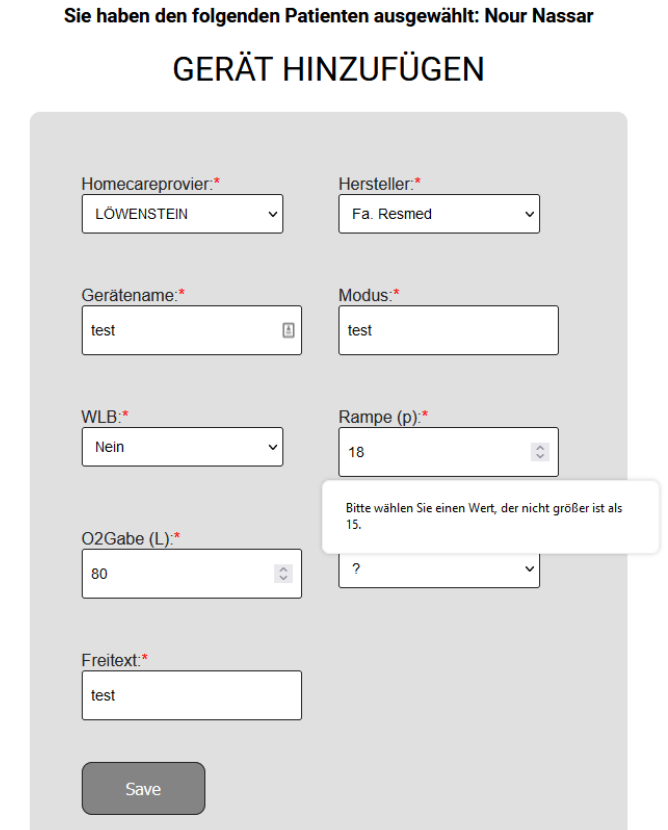 Sie haben den folgenden Patienten ausgewählt: Nour Nassar
GERÄT HINZUFÜGEN
Homecareprovier:*
LÖWENSTEIN
Hersteller:*
Fa. Resmed
Gerätename:*
test
Modus:*
test
WLB:*
Nein
Rampe (p):*
18
Bitte wählen Sie einen Wert, der nicht größer ist als
15.
O2Gabe (L):*
80
?
Freitext:*
test
Save